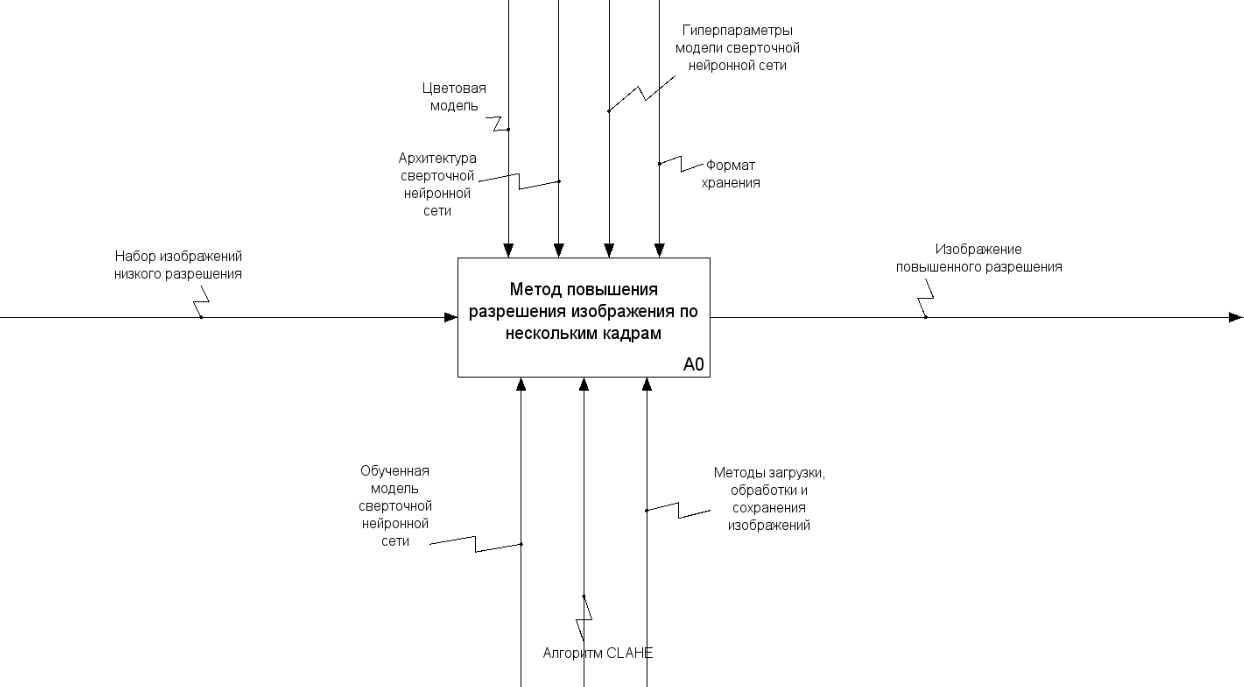 Гиперпараметры
модели сверточной
нейронной сети
Цветовая
модель
Архитектура
сверточной
нейронной
сети
Формат
хранения
Набор изображений
низкого разрешения
Изображение
повышенного разрешения
Метод повышения
разрешения изображения по
нескольким кадрам
A0
Обученная
модель
сверточной
нейронной
сети
Методы загрузки,
обработки и
сохранения
изображений
Алгоритм CLAHE